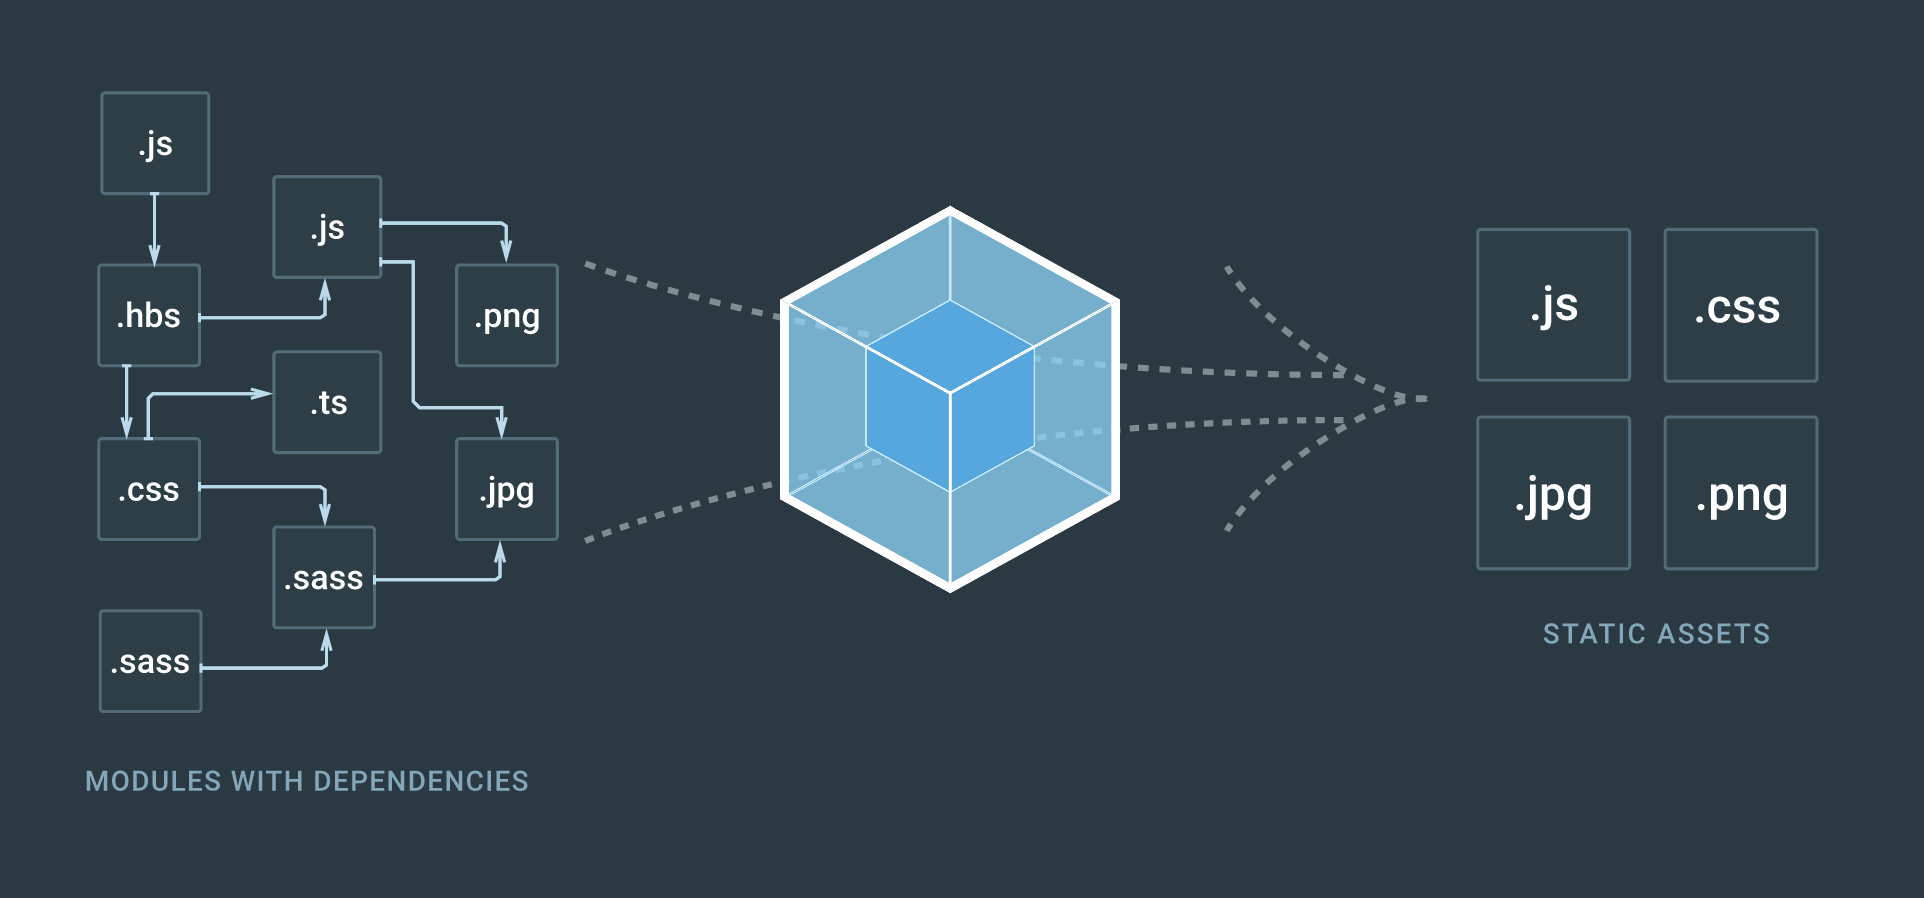 .js
.js
.hbs
.png
.ts
.css
.jpg
.sass
.sass
MODULES WITH DEPENDENCIES
.js
.css
.jpg
.png
STATIC ASSETS